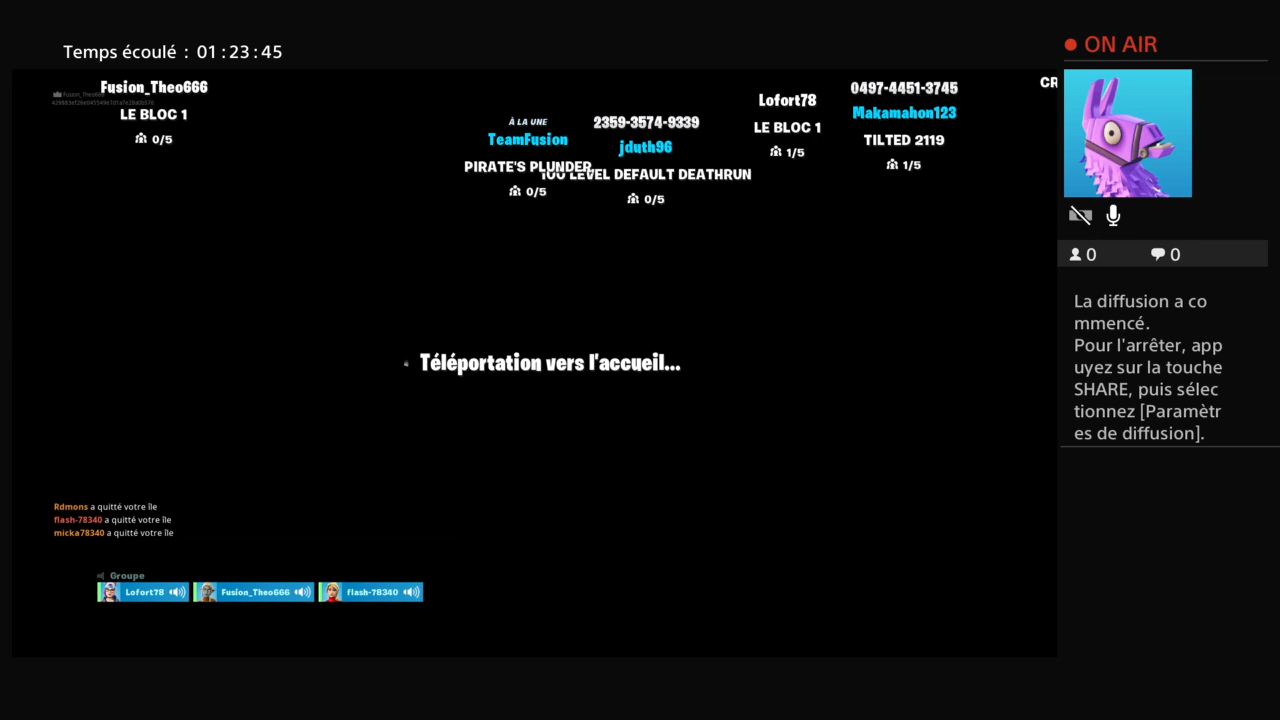 Temps écoulé : 01:23:45
ON AIR
Fusion_Theo666
LE BLOC 1
0/5
À LA UNE
TeamFusion
PIRATE'S PLUNDER
0/5
2359-3574-9339
jduth96
100 LEVEL DEFAULT DEATHRUN
0/5
Lofort78
LE BLOC 1
1/5
0497-4451-3745
Makamahon123
TILTED 2119
1/5
CR
0
0
La diffusion a co
mmencé.
Pour l'arrêter, app
uyez sur la touche
SHARE, puis sélec
tionnez [Paramètr
es de diffusion].
Téléportation vers l'accueil...
Rdmons a quitté votre île
flash-78340 a quitté votre île
micka78340 a quitté votre île
Groupe
Lofort78
Fusion_Theo666
flash-78340